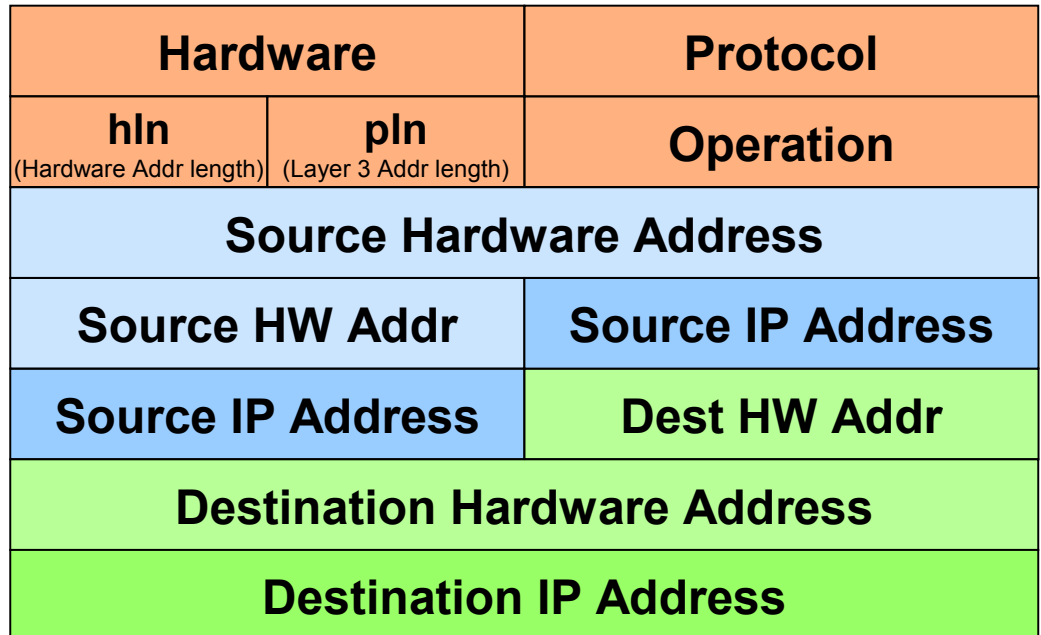 Hardware
Protocol
hln
(Hardware Addr length)
pln
(Layer 3 Addr length)
Operation
Source Hardware Address
Source HW Addr
Source IP Address
Source IP Address
Dest HW Addr
Destination Hardware Address
Destination IP Address